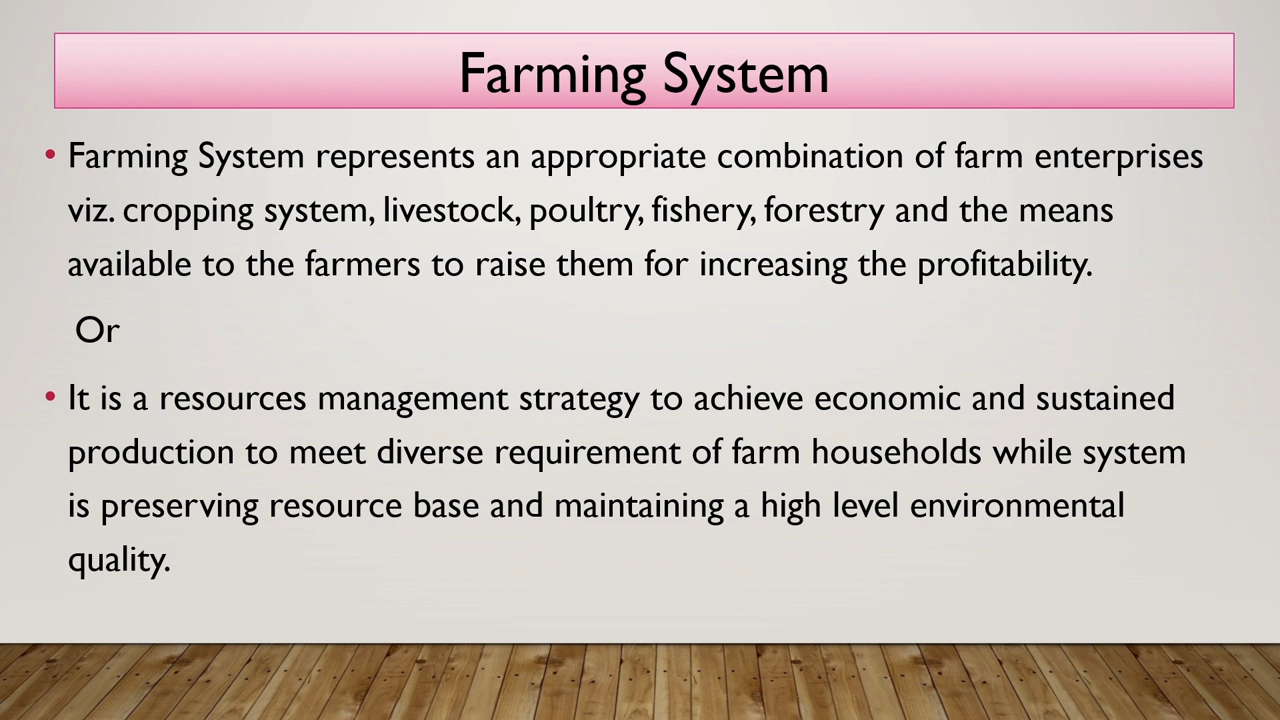 Farming System
• Farming System represents an appropriate combination of farm enterprises
viz. cropping system, livestock, poultry, fishery, forestry and the means
available to the farmers to raise them for increasing the profitability.
Or
• It is a resources management strategy to achieve economic and sustained
production to meet diverse requirement of farm households while system
is preserving resource base and maintaining a high level environmental
quality.